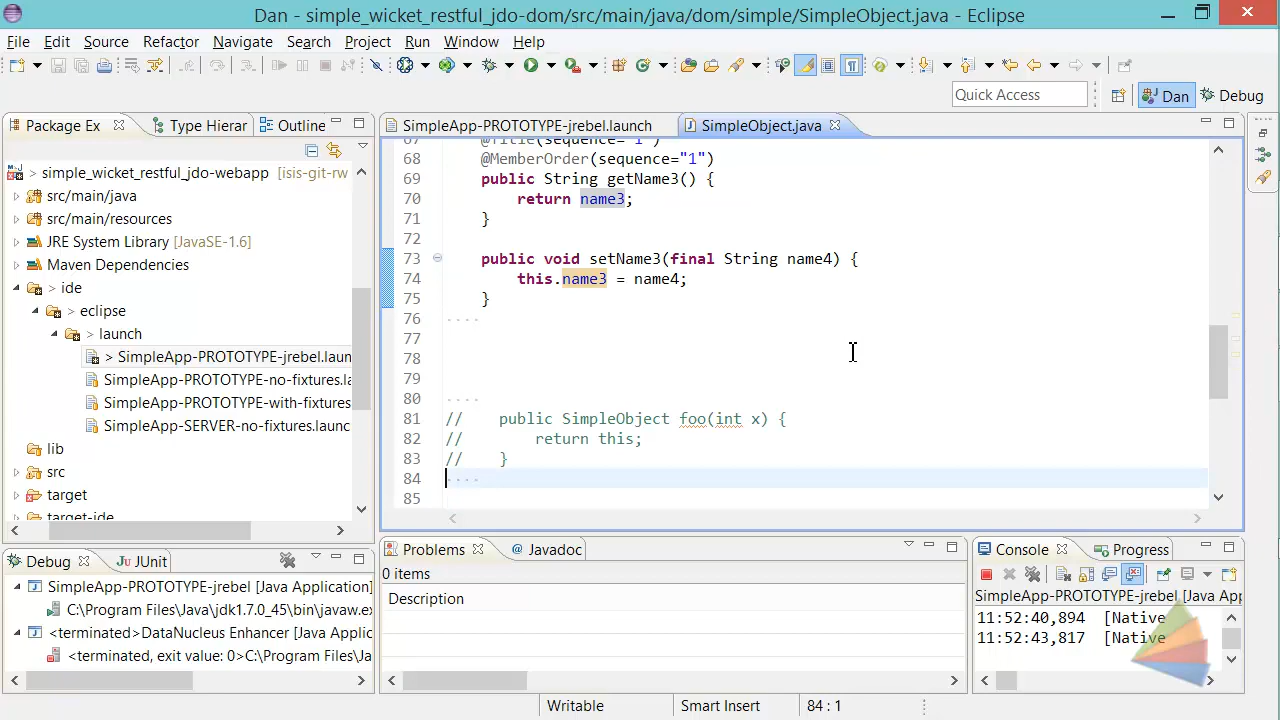 Dan - simple_wicket_restful_jdo-dom/src/main/java/dom/simple/SimpleObject.java - Eclipse
File Edit Source Refactor Navigate Search Project Run Window Help
Quick Access Dan Debug
Package Ex Type Hierar Outline
simple_wicket_restful_jdo-webapp [isis-git-rw
src/main/java
src/main/resources
JRE System Library [JavaSE-1.6]
Maven Dependencies
> ide
> eclipse
> launch
> SimpleApp-PROTOTYPE-jrebel.laun
SimpleApp-PROTOTYPE-no-fixtures.la
SimpleApp-PROTOTYPE-with-fixtures
SimpleApp-SERVER-no-fixtures.launc
lib
src
target
target-ide
SimpleApp-PROTOTYPE-jrebel.launch SimpleObject.java
67 @Title(sequence="1")
68 @MemberOrder(sequence="1")
69 public String getName3() {
70 return name3;
71 }
72
73 public void setName3(final String name4) {
74 this.name3 = name4;
75 }
76
77
78
79
80
81 // public SimpleObject foo(int x) {
82 // return this;
83 // }
84
85
Debug JUnit
SimpleApp-PROTOTYPE-jrebel [Java Application]
C:\Program Files\Java\jdk1.7.0_45\bin\javaw.ex
<terminated>DataNucleus Enhancer [Java Applic
<terminated, exit value: 0>C:\Program Files\Ja
Problems Javadoc
0 items
Description
Console Progress
SimpleApp-PROTOTYPE-jrebel [Java Ap
11:52:40,894 [Native
11:52:43,817 [Native
Writable Smart Insert 84 : 1